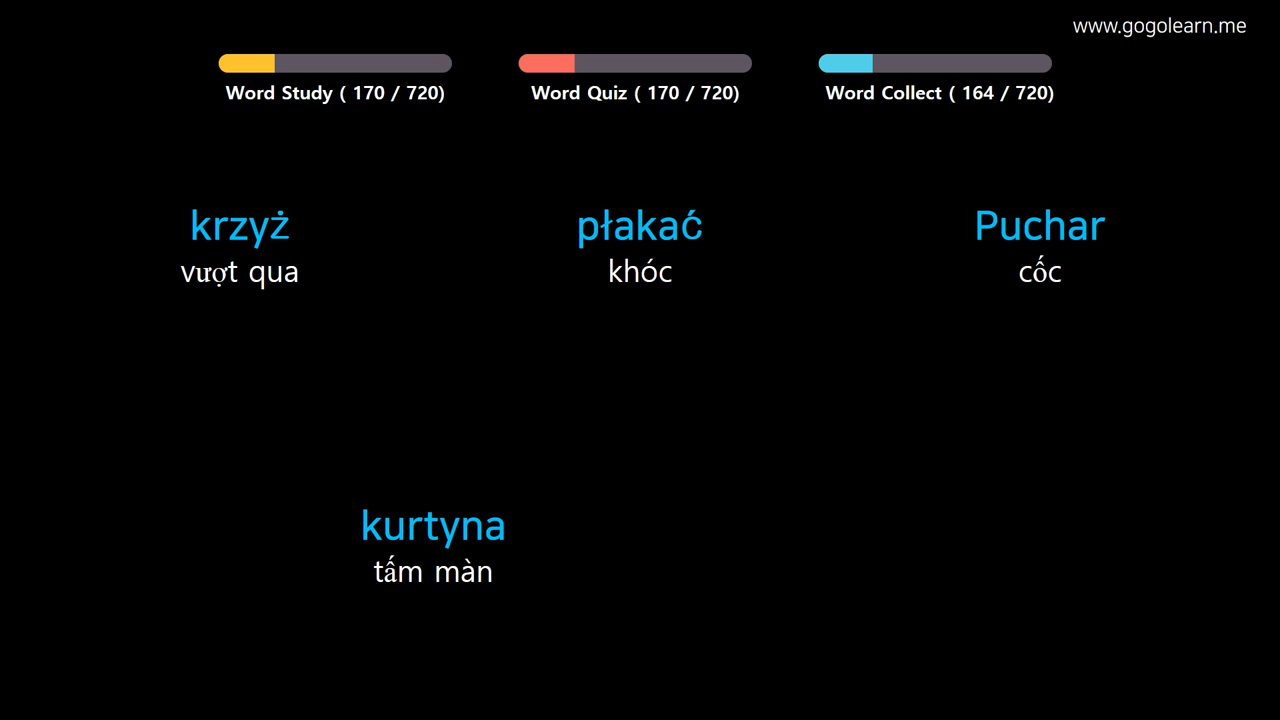 www.gogolearn.me
Word Study ( 170 / 720)
Word Quiz ( 170 / 720)
Word Collect ( 164 / 720)
krzyż
vượt qua
płakać
khóc
Puchar
cốc
kurtyna
tấm màn